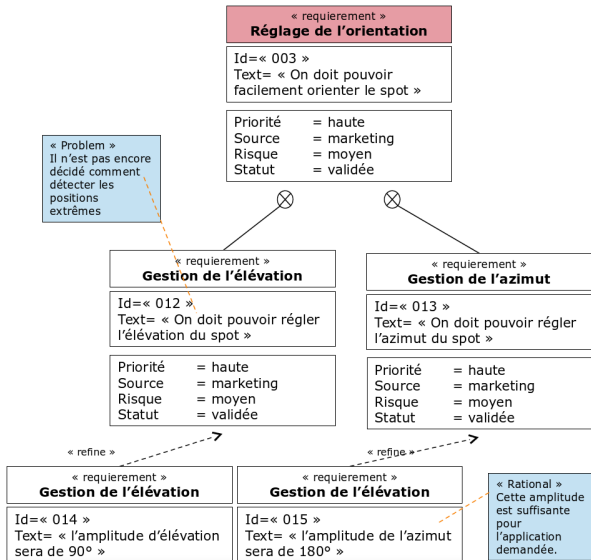 « requierement »
Réglage de l’orientation
Id=« 003 »
Text= « On doit pouvoir
facilement orienter le spot »
Priorité = haute
Source = marketing
Risque = moyen
Statut = validée
« Problem »
Il n’est pas encore
décidé comment
détecter les
positions
extrêmes
« requierement »
Gestion de l’élévation
Id=« 012 »
Text= « On doit pouvoir régler
l’élévation du spot »
Priorité = haute
Source = marketing
Risque = moyen
Statut = validée
« requierement »
Gestion de l’azimut
Id=« 013 »
Text= « On doit pouvoir régler
l’azimut du spot »
Priorité = haute
Source = marketing
Risque = moyen
Statut = validée
« refine »
« refine »
« requierement »
Gestion de l’élévation
Id=« 014 »
Text= « l’amplitude d’élévation
sera de 90° »
« requierement »
Gestion de l’élévation
Id=« 015 »
Text= « l’amplitude de l’azimut
sera de 180° »
« Rational »
Cette amplitude
est suffisante
pour
l’application
demandée.